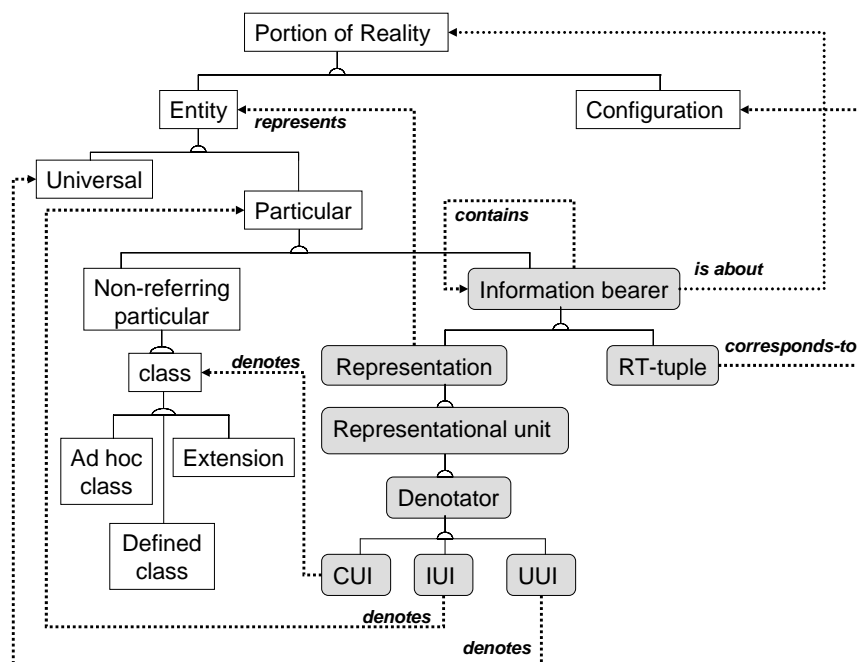 Portion of Reality
Entity
represents
Configuration
Universal
Particular
contains
is about
Non-referring
particular
Information bearer
denotes
class
Representation
RT-tuple
corresponds-to
Representational unit
Ad hoc
class
Extension
Denotator
Defined
class
CUI
IUI
UUI
denotes
denotes